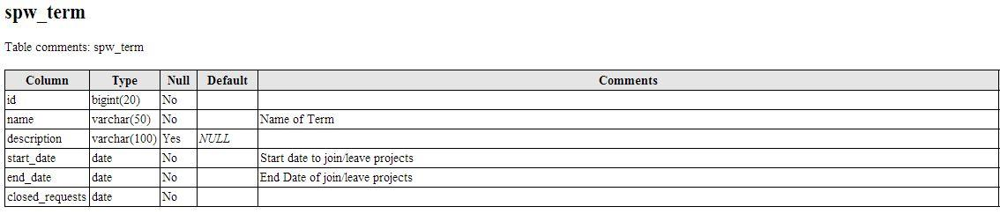 spw_term
Table comments: spw_term
Column Type Null Default Comments
id bigint(20) No
name varchar(50) No Name of Term
description varchar(100) Yes NULL
start_date date No Start date to join/leave projects
end_date date No End Date of join/leave projects
closed_requests date No